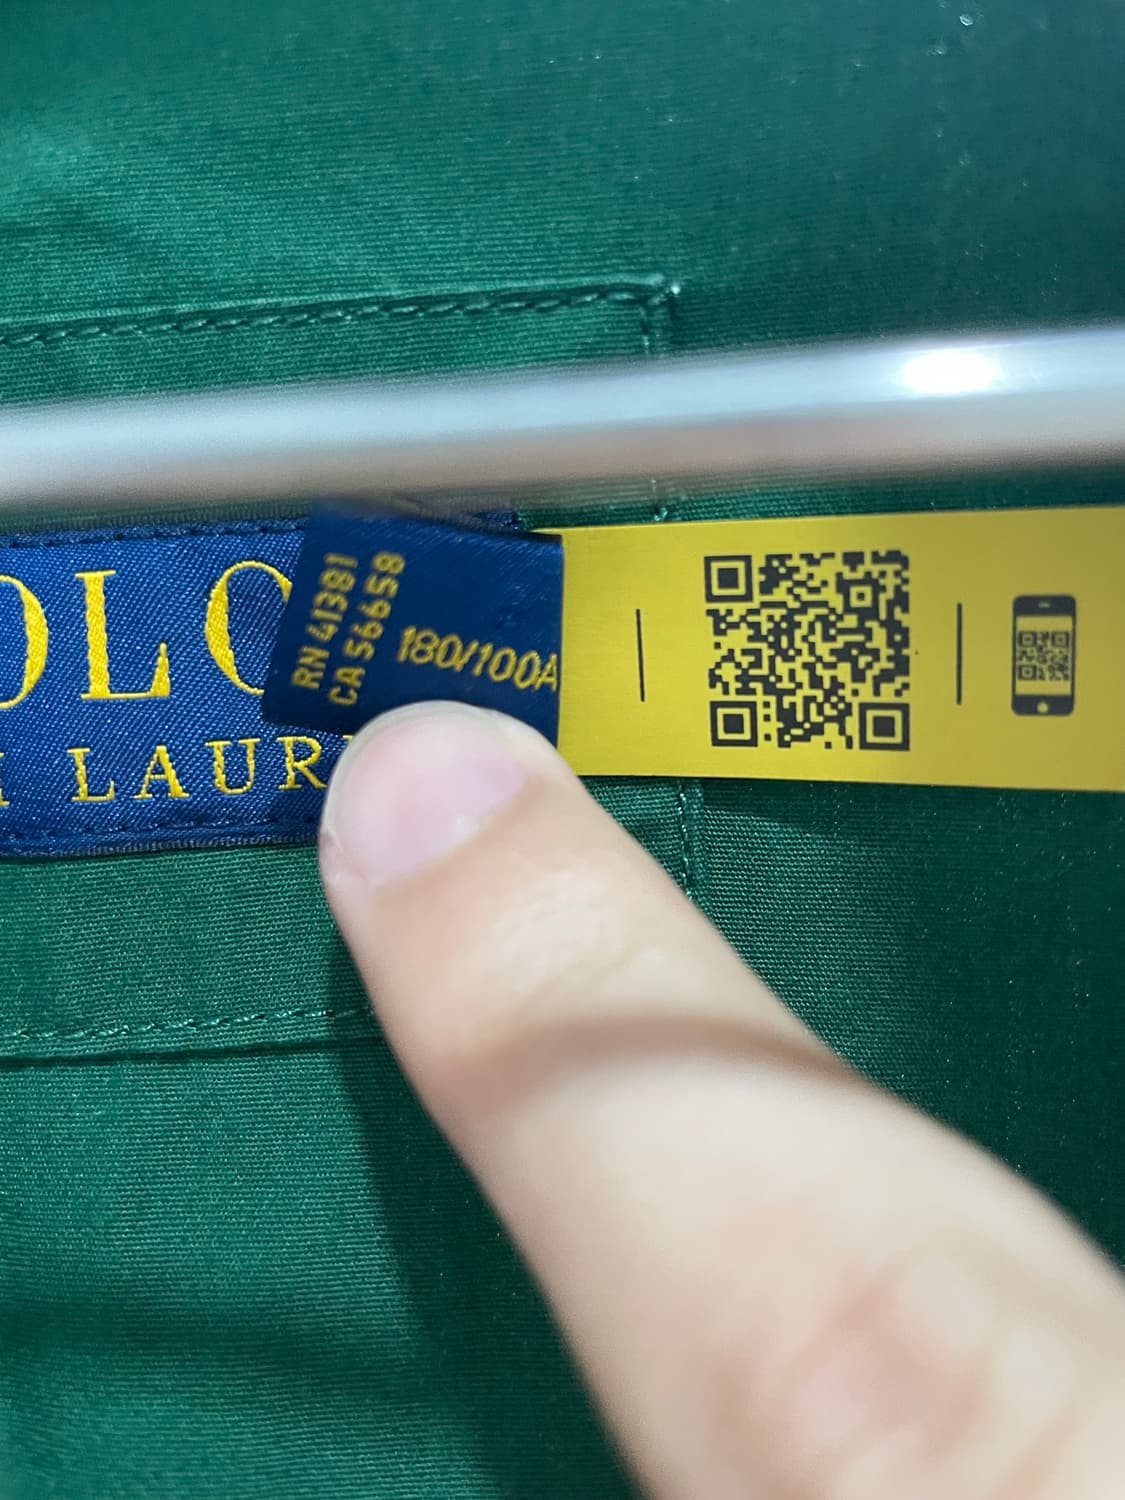 OLO
LAUR
RN 41381
CA 56658
180/100A